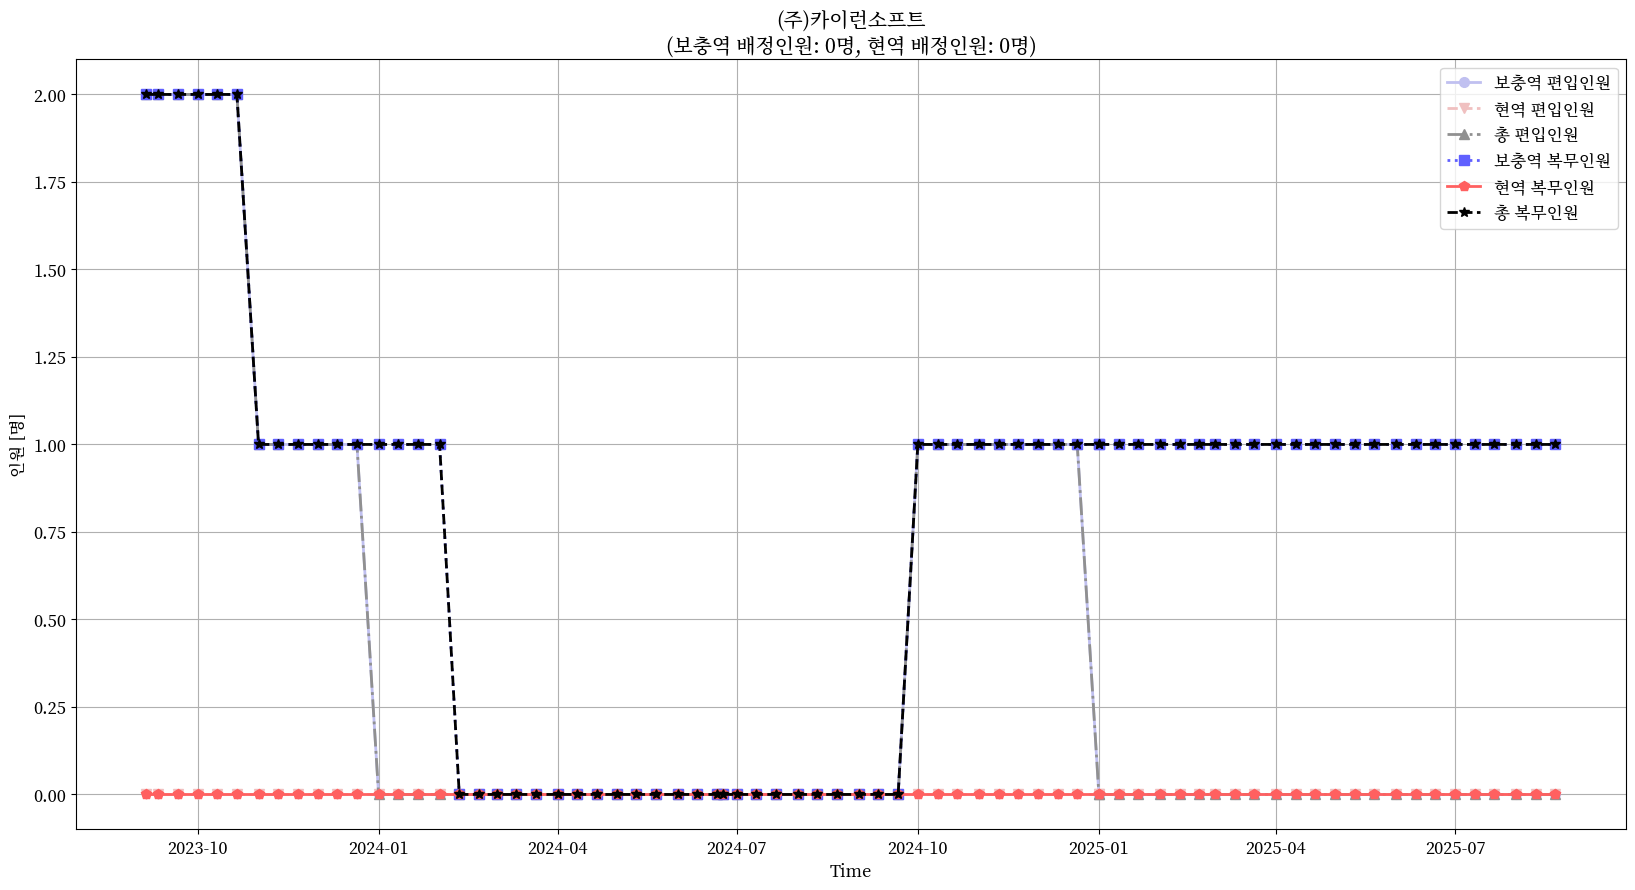 (주)카이런소프트
(보충역 배정인원: 0명, 현역 배정인원: 0명)
보충역 편입인원
현역 편입인원
총 편입인원
보충역 복무인원
현역 복무인원
총 복무인원
인원 [명]
2.00
1.75
1.50
1.25
1.00
0.75
0.50
0.25
0.00
2023-10
2024-01
2024-04
2024-07
2024-10
2025-01
2025-04
2025-07
Time